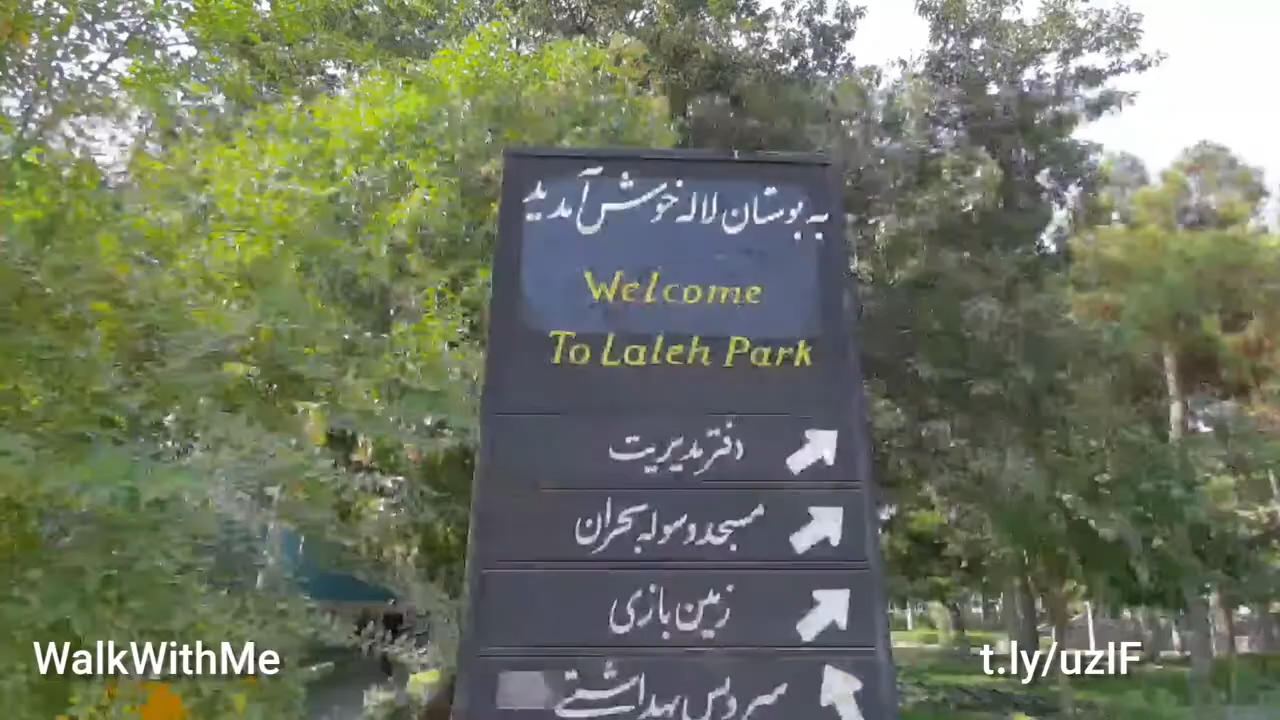 به بوستان لاله خوش آمدید
Welcome
To Laleh Park
دفتر مدیریت
مسجد و سوله بحران
زمین بازی
سرویس بهداشتی
WalkWithMe
t.ly/uzIF